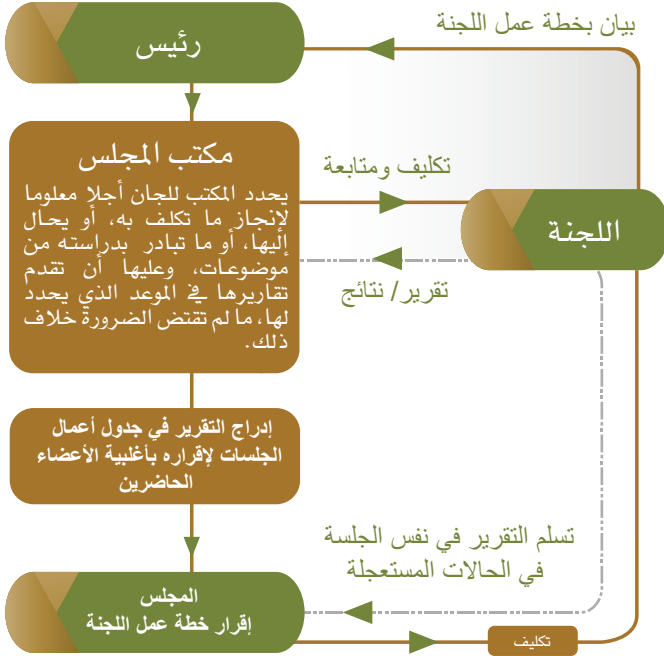 بيان بخطة عمل اللجنة
رئيس
مكتب المجلس
يحدد المكتب للجان أجلا معلوما
لإنجاز ما تكلف به، أو يحال
إليها، أو ما تبادر بدراسته من
موضوعات، وعليها أن تقدم
تقاريرها في الموعد الذي يحدد
لها، ما لم تقتض الضرورة خلاف
ذلك.
تكليف ومتابعة
اللجنة
تقرير/ نتائج
إدراج التقرير في جدول أعمال
الجلسات لإقراره بأغلبية الأعضاء
الحاضرين
تسلم التقرير في نفس الجلسة
في الحالات المستعجلة
المجلس
إقرار خطة عمل اللجنة
تكليف